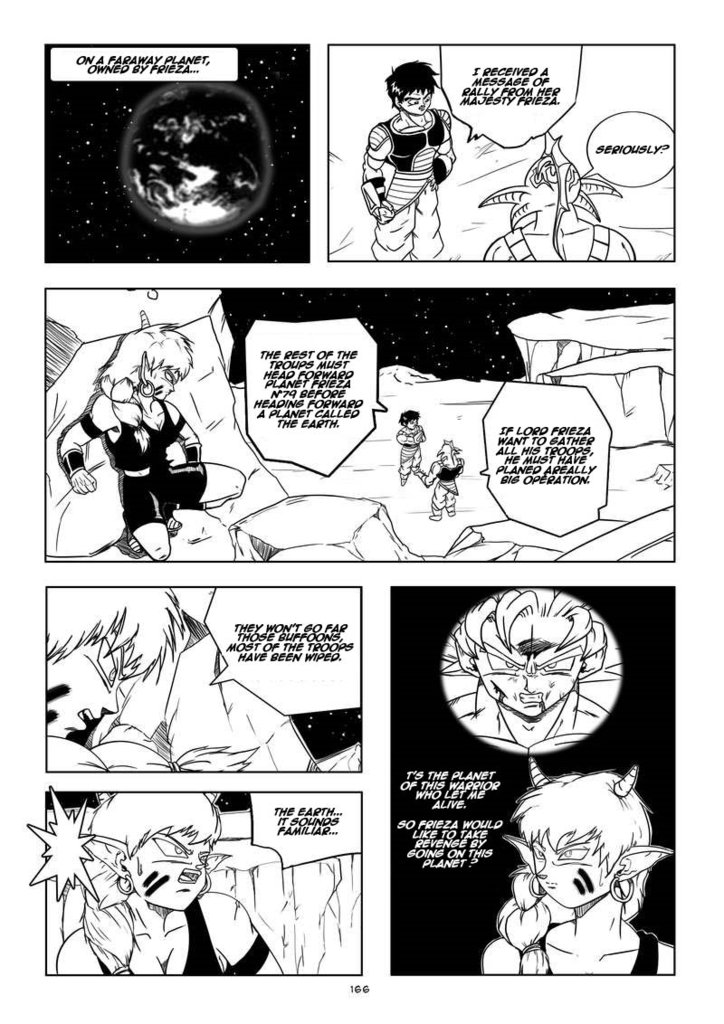 ON A FARAWAY PLANET,
OWNED BY FRIEZA...
I RECEIVED A
MESSAGE OF
RALLY FROM HER
MAJESTY FRIEZA.
SERIOUSLY?
THE REST OF THE
TROUPS MUST
HEAD FORWARD
PLANET FRIEZA
N°79 BEFORE
HEADING FORWARD
A PLANET CALLED
THE EARTH.
IF LORD FRIEZA
WANT TO GATHER
ALL HIS TROOPS,
HE MUST HAVE
PLANED AREALLY
BIG OPERATION.
THEY WON'T GO FAR
THOSE BUFFOONS,
MOST OF THE TROOPS
HAVE BEEN WIPED.
THE EARTH...
IT SOUNDS
FAMILIAR...
T'S THE PLANET
OF THIS WARRIOR
WHO LET ME
ALIVE.
SO FRIEZA WOULD
LIKE TO TAKE
REVENGE BY
GOING ON THIS
PLANET ?
166